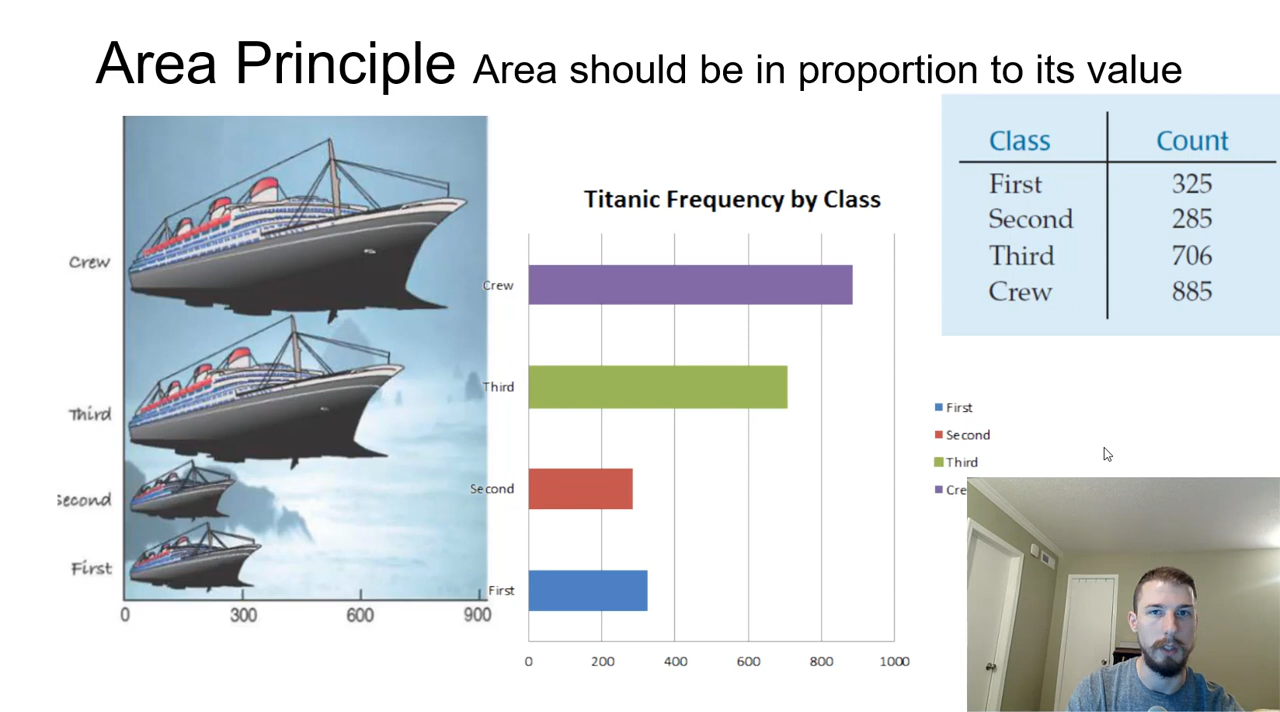 Area Principle Area should be in proportion to its value
Crew
Third
Second
First
0 300 600 900
Titanic Frequency by Class
Crew
Third
Second
First
0 200 400 600 800 1000
Class Count
First 325
Second 285
Third 706
Crew 885
First
Second
Third
Cre